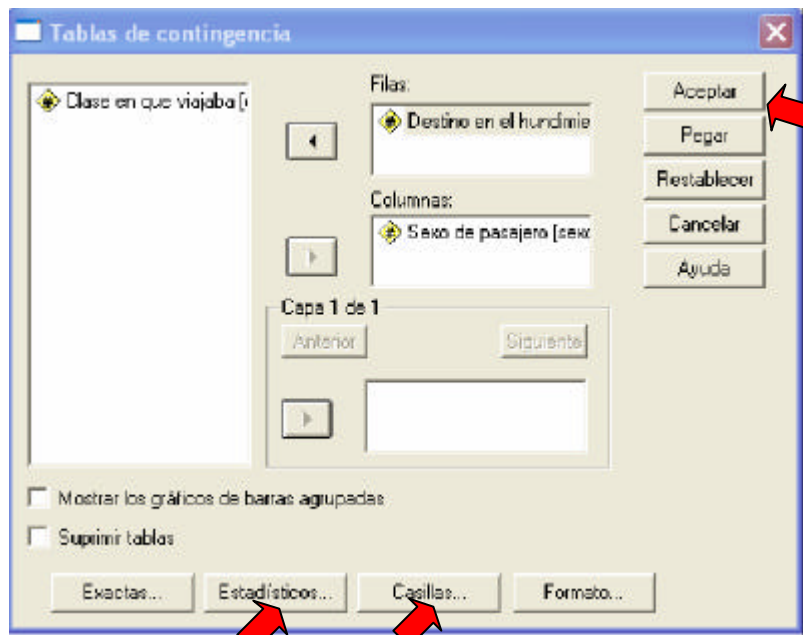 Tablas de contingencia
Clase en que viajaba [
Filas:
Destino en el hundimie
Columnas:
Sexo de pasajero [sexo
Capa 1 de 1
Anterior
Siguiente
Aceptar
Pegar
Restablecer
Cancelar
Ayuda
Mostrar los gráficos de barras agrupadas
Suprimir tablas
Exactas...
Estadísticos...
Casillas...
Formato...